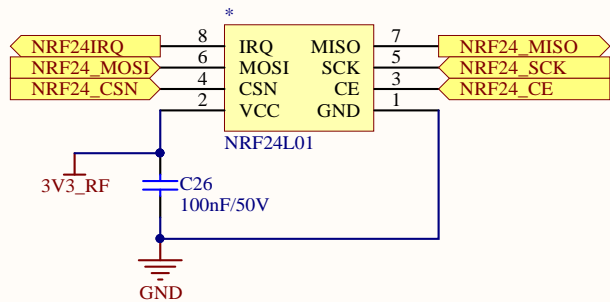 *
NRF24IRQ 8 IRQ MISO 7 NRF24_MISO
NRF24_MOSI 6 MOSI SCK 5 NRF24_SCK
NRF24_CSN 4 CSN CE 3 NRF24_CE
2 VCC GND 1
NRF24L01
3V3_RF
C26
100nF/50V
GND